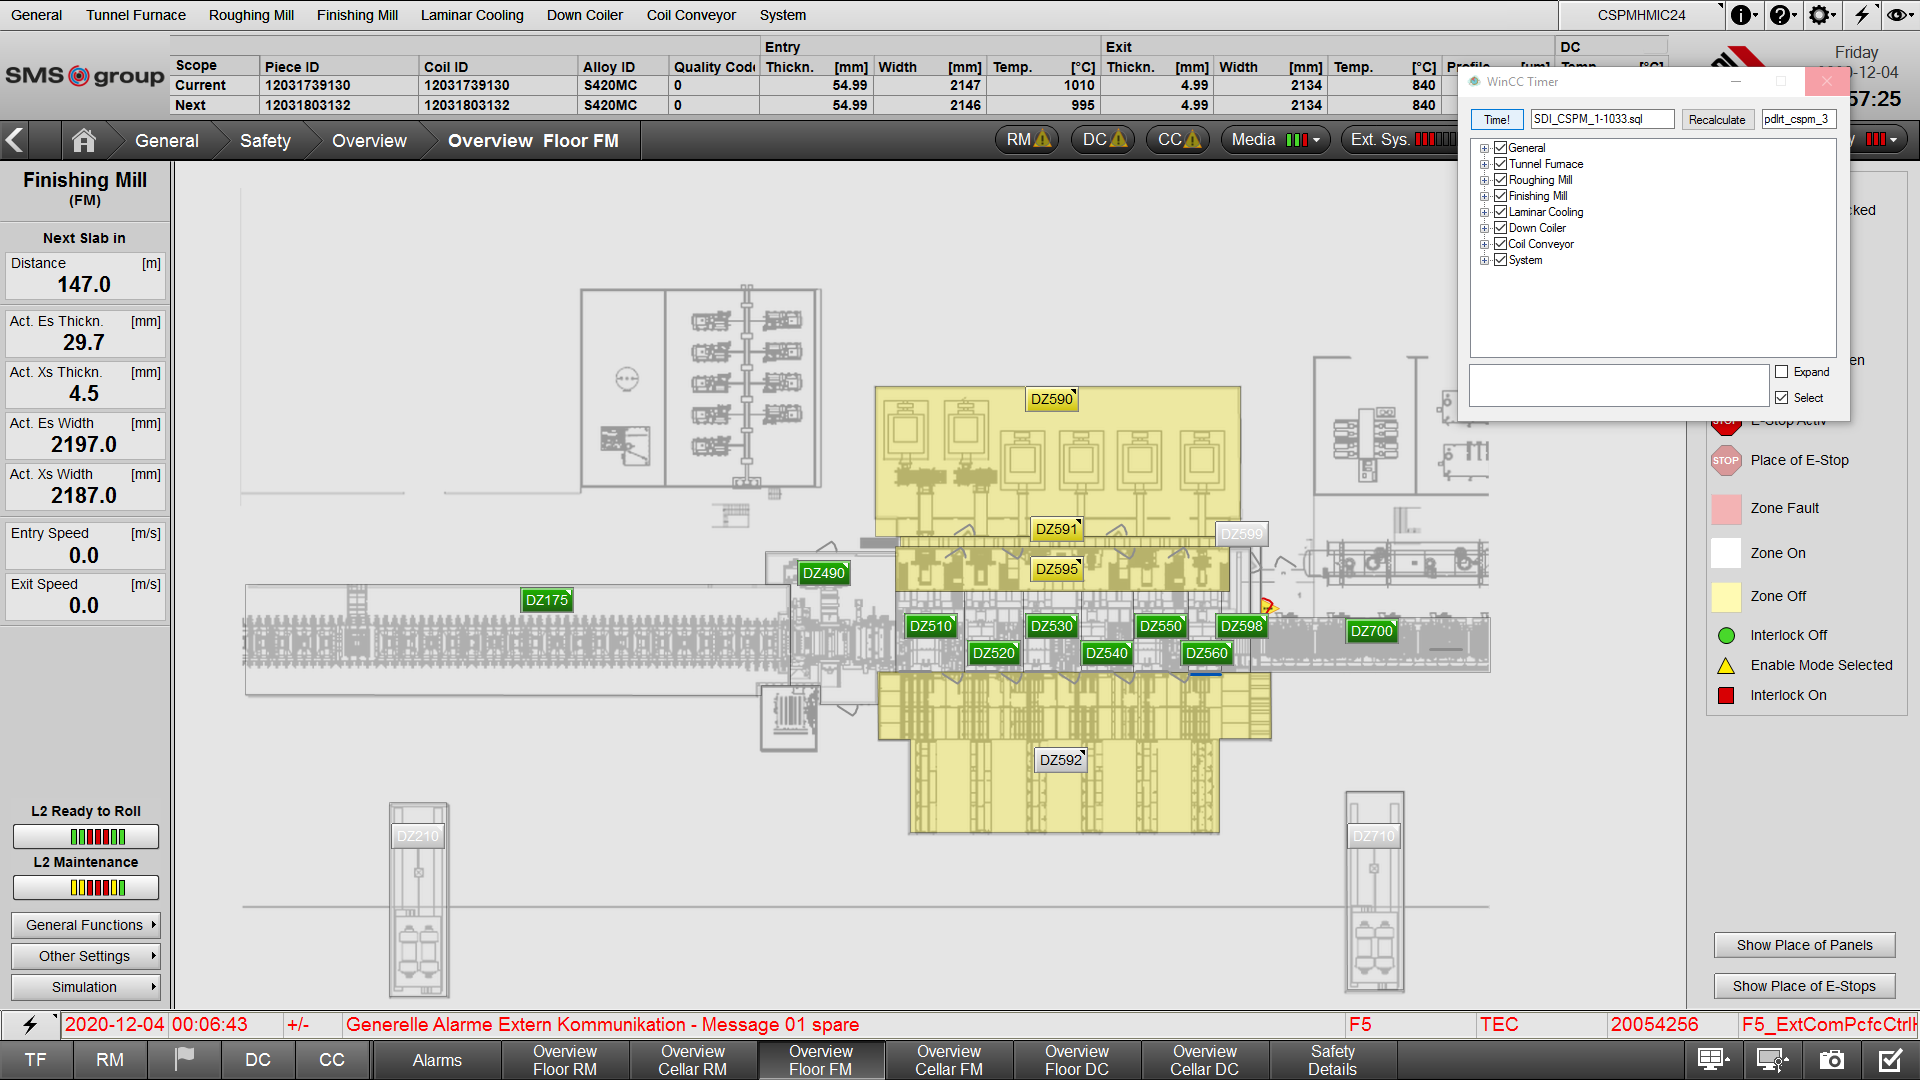 General Tunnel Furnace Roughing Mill Finishing Mill Laminar Cooling Down Coiler Coil Conveyor System CSPMHMIC24
SMS group
Entry Exit DC
Scope Piece ID Coil ID Alloy ID Quality Code Thickn. [mm] Width [mm] Temp. [°C] Thickn. [mm] Width [mm] Temp. [°C]
Current 12031739130 12031739130 S420MC 0 54.99 2147 1010 4.99 2134 840
Next 12031803132 12031803132 S420MC 0 54.99 2146 995 4.99 2134 840
Friday
-12-04
57:25
General Safety Overview Overview Floor FM RM DC CC Media Ext. Sys.
WinCC Timer
Time! SDI_CSPM_1-1033.sql Recalculate pdlrt_cspm_3
General
Tunnel Furnace
Roughing Mill
Finishing Mill
Laminar Cooling
Down Coiler
Coil Conveyor
System
Expand
Select
Finishing Mill
(FM)
Next Slab in
Distance [m]
147.0
Act. Es Thickn. [mm]
29.7
Act. Xs Thickn. [mm]
4.5
Act. Es Width [mm]
2197.0
Act. Xs Width [mm]
2187.0
Entry Speed [m/s]
0.0
Exit Speed [m/s]
0.0
L2 Ready to Roll
L2 Maintenance
General Functions
Other Settings
Simulation
DZ590
DZ591
DZ599
DZ595
DZ490
DZ175
DZ510
DZ530
DZ550
DZ598
DZ700
DZ520
DZ540
DZ560
DZ592
DZ210
DZ710
cked
en
STOP E-Stop Activ
STOP Place of E-Stop
Zone Fault
Zone On
Zone Off
Interlock Off
Enable Mode Selected
Interlock On
Show Place of Panels
Show Place of E-Stops
2020-12-04 00:06:43 +/- Generelle Alarme Extern Kommunikation - Message 01 spare F5 TEC 20054256 F5_ExtComPcfcCtrl
TF RM DC CC Alarms
Overview Floor RM
Overview Cellar RM
Overview Floor FM
Overview Cellar FM
Overview Floor DC
Overview Cellar DC
Safety Details